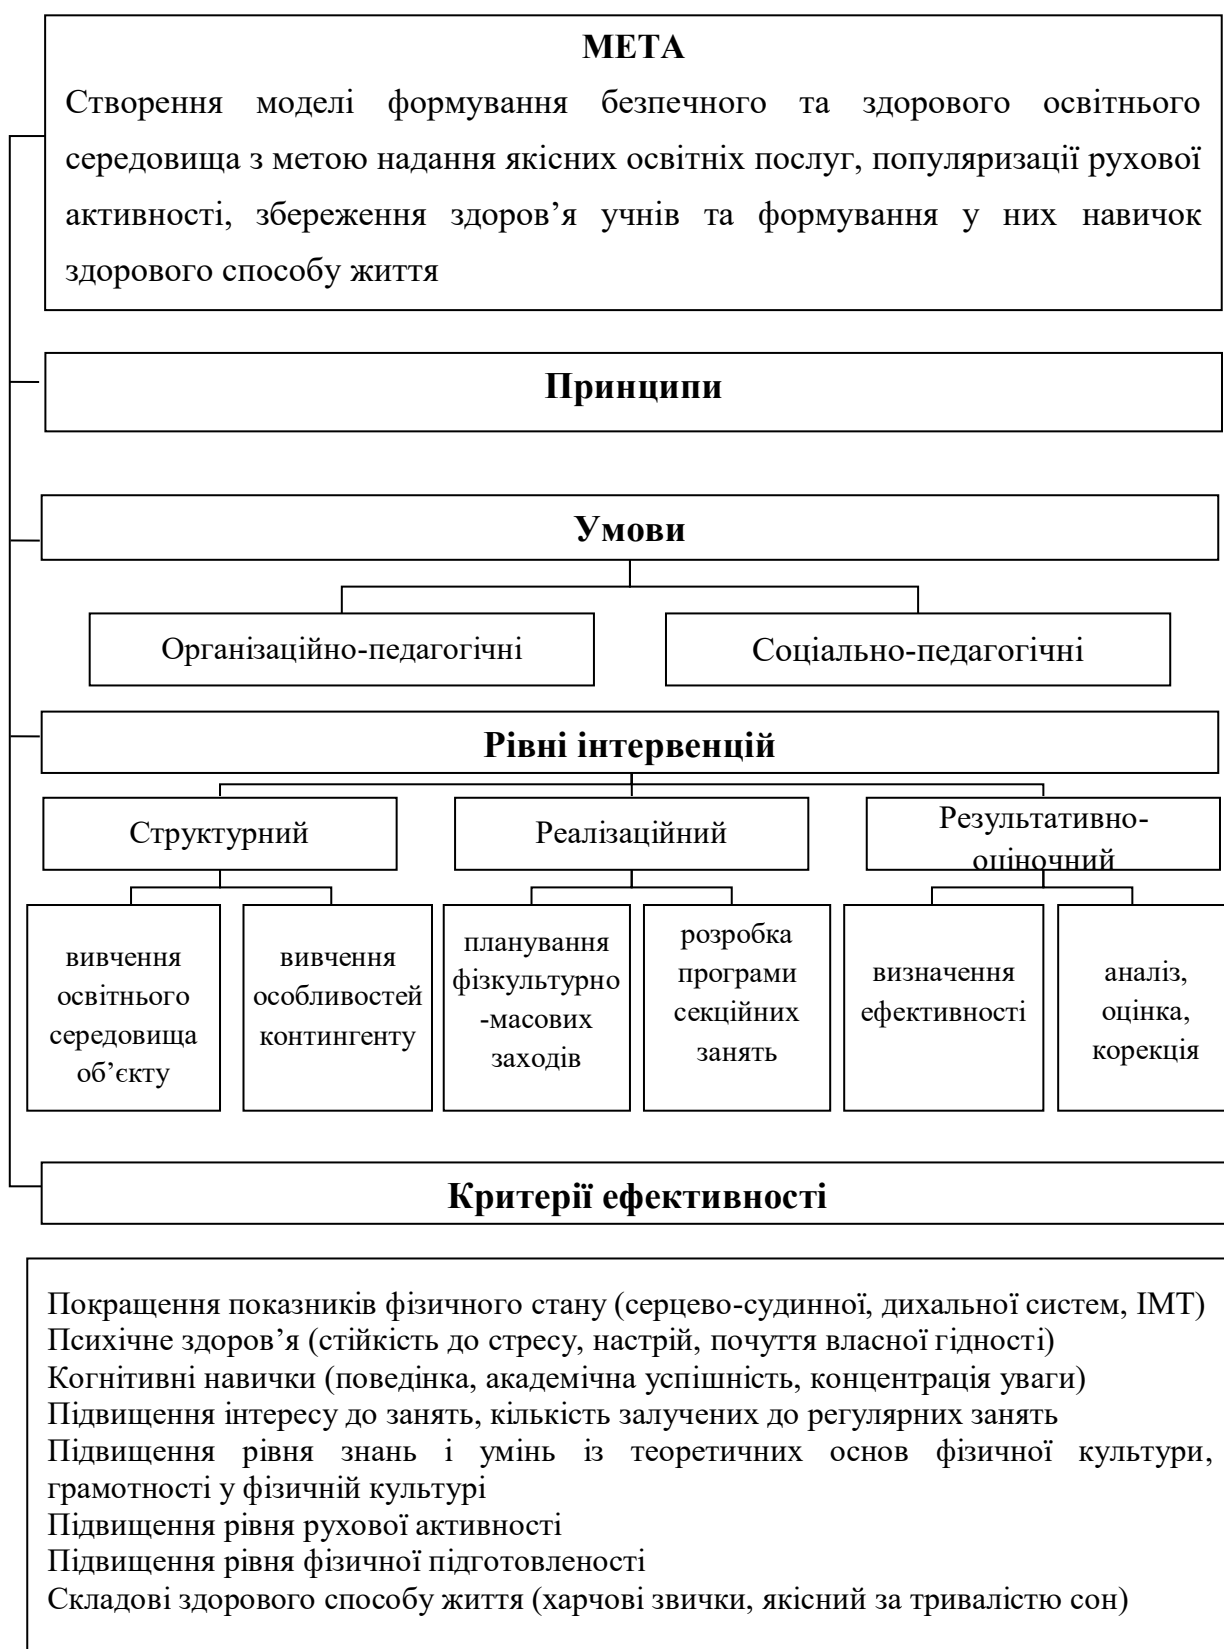 МЕТА
Створення моделі формування безпечного та здорового освітнього
середовища з метою надання якісних освітніх послуг, популяризації рухової
активності, збереження здоров’я учнів та формування у них навичок
здорового способу життя
Принципи
Умови
Організаційно-педагогічні
Соціально-педагогічні
Рівні інтервенцій
Структурний
Реалізаційний
Результативно-
оціночний
вивчення
освітнього
середовища
об’єкту
вивчення
особливостей
контингенту
планування
фізкультурно
-масових
заходів
розробка
програми
секційних
занять
визначення
ефективності
аналіз,
оцінка,
корекція
Критерії ефективності
Покращення показників фізичного стану (серцево-судинної, дихальної систем, ІМТ)
Психічне здоров’я (стійкість до стресу, настрій, почуття власної гідності)
Когнітивні навички (поведінка, академічна успішність, концентрація уваги)
Підвищення інтересу до занять, кількість залучених до регулярних занять
Підвищення рівня знань і умінь із теоретичних основ фізичної культури,
грамотності у фізичній культурі
Підвищення рівня рухової активності
Підвищення рівня фізичної підготовленості
Складові здорового способу життя (харчові звички, якісний за тривалістю сон)